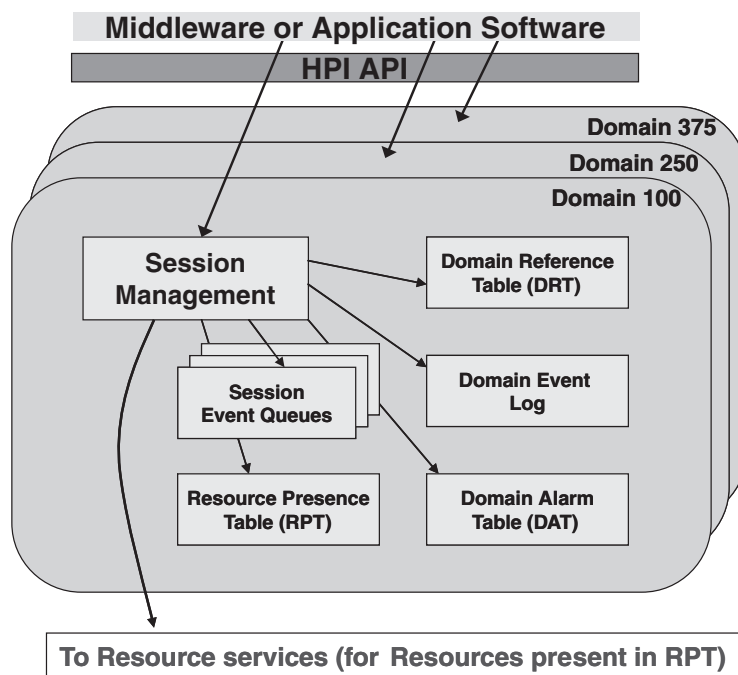 Middleware or Application Software
HPI API
Domain 375
Domain 250
Domain 100
Session
Management
Domain Reference
Table (DRT)
Domain Event
Log
Session
Event Queues
Resource Presence
Table (RPT)
Domain Alarm
Table (DAT)
To Resource services (for Resources present in RPT)